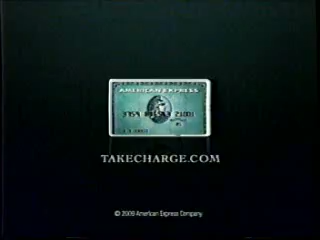 AMERICAN EXPRESS
TAKECHARGE.COM
© 2009 American Express Company.